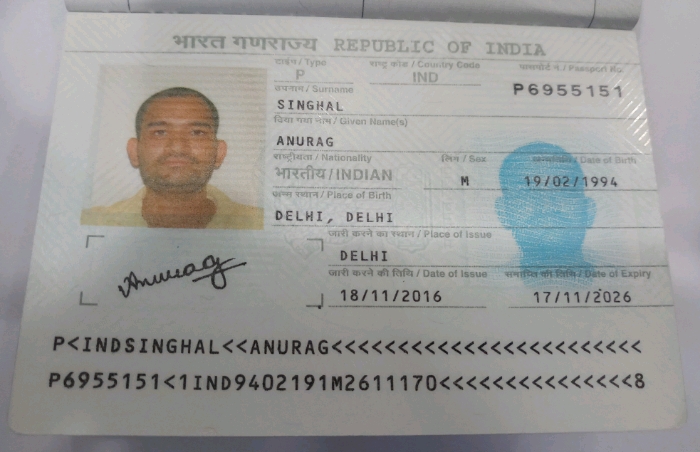 भारत गणराज्य REPUBLIC OF INDIA
टाइप / Type राष्ट्र कोड / Country Code पासपोर्ट नं. / Passport No.
P IND P6955151
उपनाम / Surname
SINGHAL
दिया गया नाम / Given Name(s)
ANURAG
राष्ट्रीयता / Nationality लिंग / Sex जन्मतिथि / Date of Birth
भारतीय / INDIAN M 19/02/1994
जन्म स्थान / Place of Birth
DELHI, DELHI
जारी करने का स्थान / Place of Issue
DELHI
जारी करने की तिथि / Date of Issue समाप्ति की तिथि / Date of Expiry
18/11/2016 17/11/2026
Anurag
P<INDSINGHAL<<ANURAG<<<<<<<<<<<<<<<<<<<<<<<<
P6955151<1IND9402191M2611170<<<<<<<<<<<<<<<8